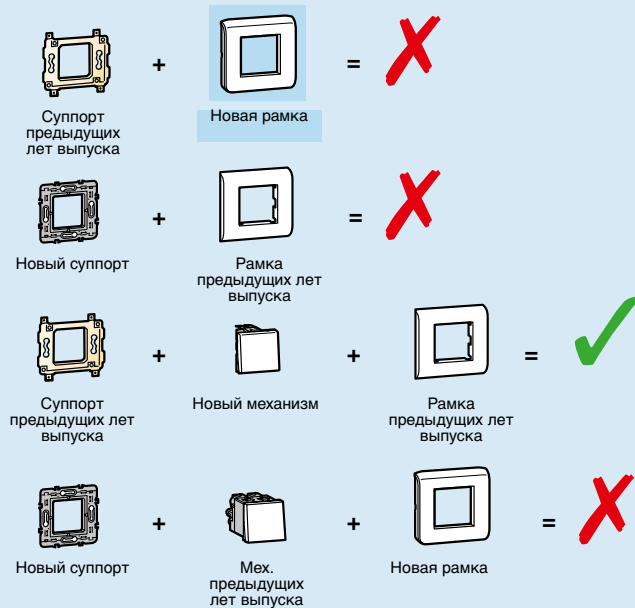 +
=
Суппорт
предыдущих
лет выпуска
Новая рамка
+
=
Новый суппорт
Рамка
предыдущих лет
выпуска
+
+
=
Суппорт
предыдущих лет
выпуска
Новый механизм
Рамка
предыдущих лет
выпуска
+
+
=
Новый суппорт
Мех.
предыдущих
лет выпуска
Новая рамка